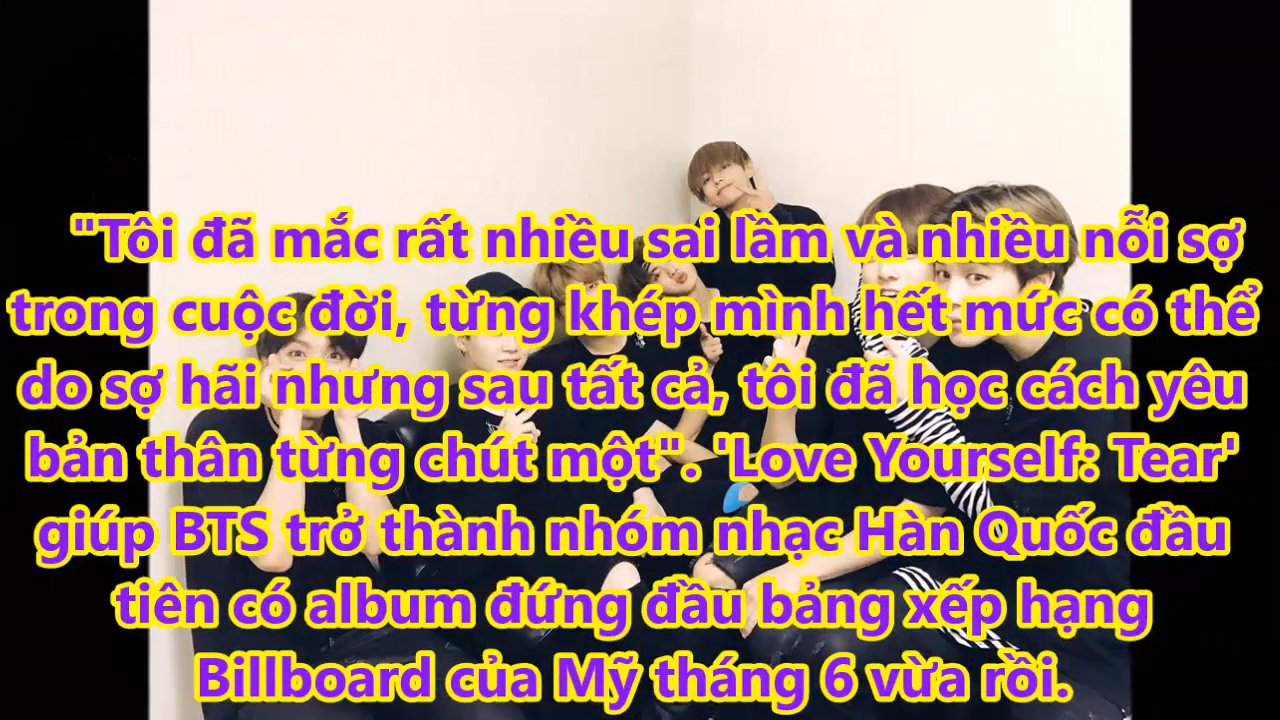 "Tôi đã mắc rất nhiều sai lầm và nhiều nỗi sợ
trong cuộc đời, từng khép mình hết mức có thể
do sợ hãi nhưng sau tất cả, tôi đã học cách yêu
bản thân từng chút một". 'Love Yourself: Tear'
giúp BTS trở thành nhóm nhạc Hàn Quốc đầu
tiên có album đứng đầu bảng xếp hạng
Billboard của Mỹ tháng 6 vừa rồi.